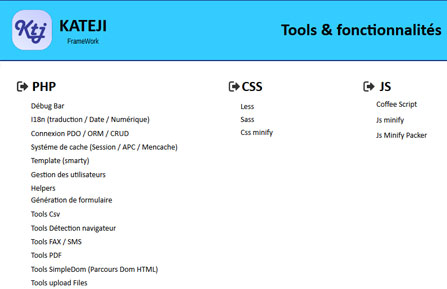 Ktj
KATEJI
FrameWork
Tools & fonctionnalités
PHP
Débug Bar
I18n (traduction / Date / Numérique)
Connexion PDO / ORM / CRUD
Systéme de cache (Session / APC / Mencache)
Template (smarty)
Gestion des utilisateurs
Helpers
Génération de formulaire
Tools Csv
Tools Détection navigateur
Tools FAX / SMS
Tools PDF
Tools SimpleDom (Parcours Dom HTML)
Tools upload Files
CSS
Less
Sass
Css minify
JS
Coffee Script
Js minify
Js Minify Packer